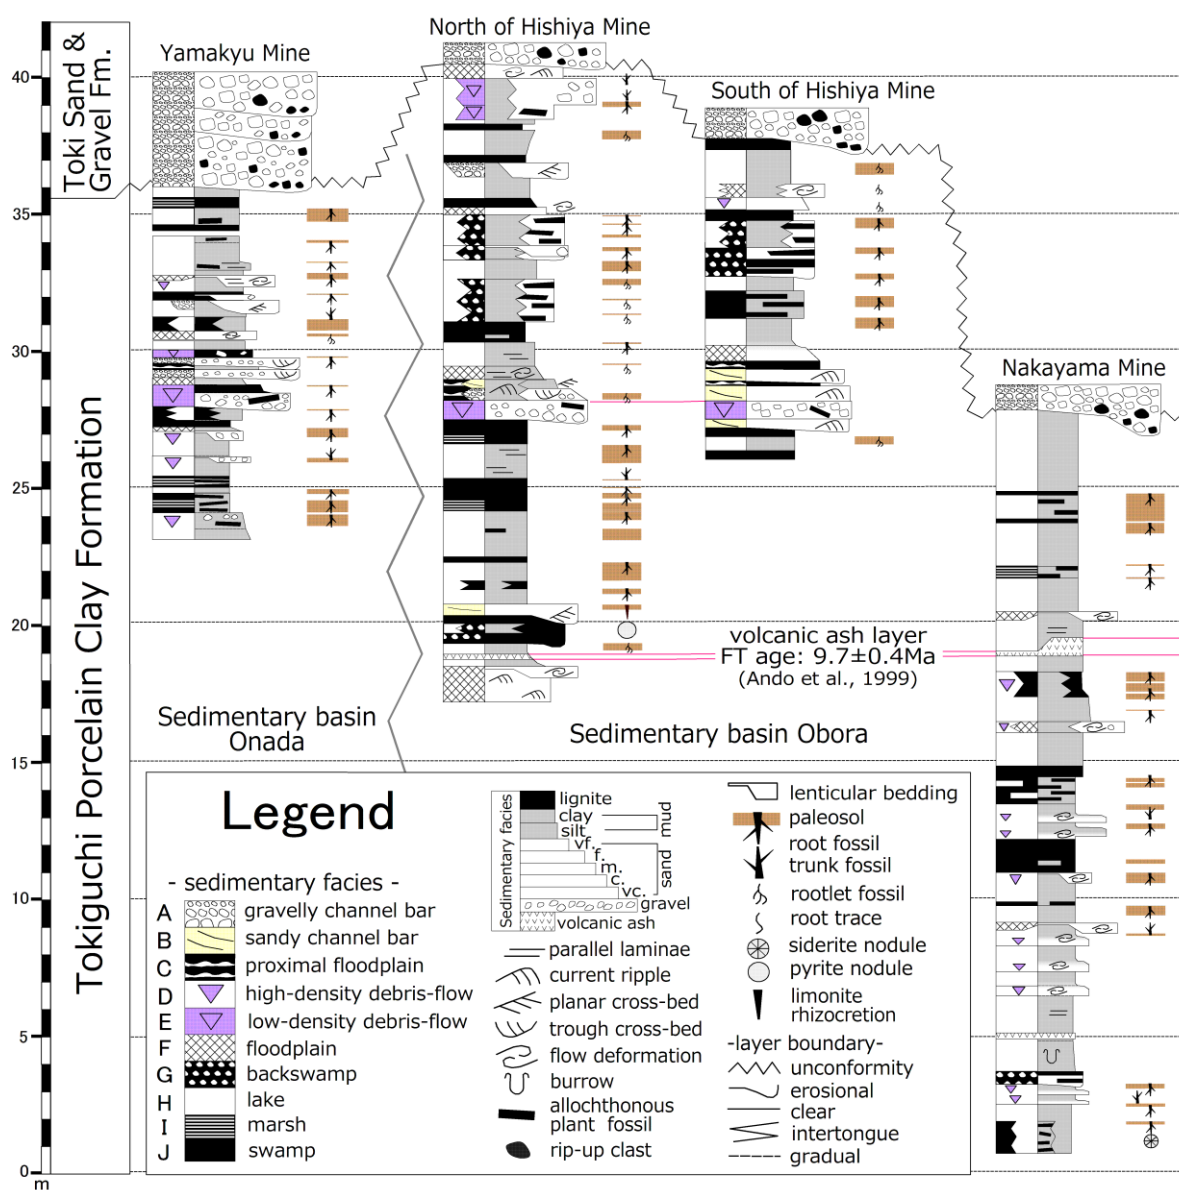 North of Hishiya Mine
Yamakyu Mine
South of Hishiya Mine
Nakayama Mine
Toki Sand &
Gravel Fm.
Tokiguchi Porcelain Clay Formation
40
35
30
25
20
15
10
5
0
m
volcanic ash layer
FT age: 9.7±0.4Ma
(Ando et al., 1999)
Sedimentary basin
Onada
Sedimentary basin Obora
Legend
- sedimentary facies -
A gravelly channel bar
B sandy channel bar
C proximal floodplain
D high-density debris-flow
E low-density debris-flow
F floodplain
G backswamp
H lake
I marsh
J swamp
Sedimentary facies
lignite
clay
silt
vf.
f.
m.
c.
vc.
gravel
volcanic ash
mud
sand
parallel laminae
current ripple
planar cross-bed
trough cross-bed
flow deformation
burrow
allochthonous
plant fossil
rip-up clast
lenticular bedding
paleosol
root fossil
trunk fossil
rootlet fossil
root trace
siderite nodule
pyrite nodule
limonite
rhizocretion
-layer boundary-
unconformity
erosional
clear
intertongue
gradual